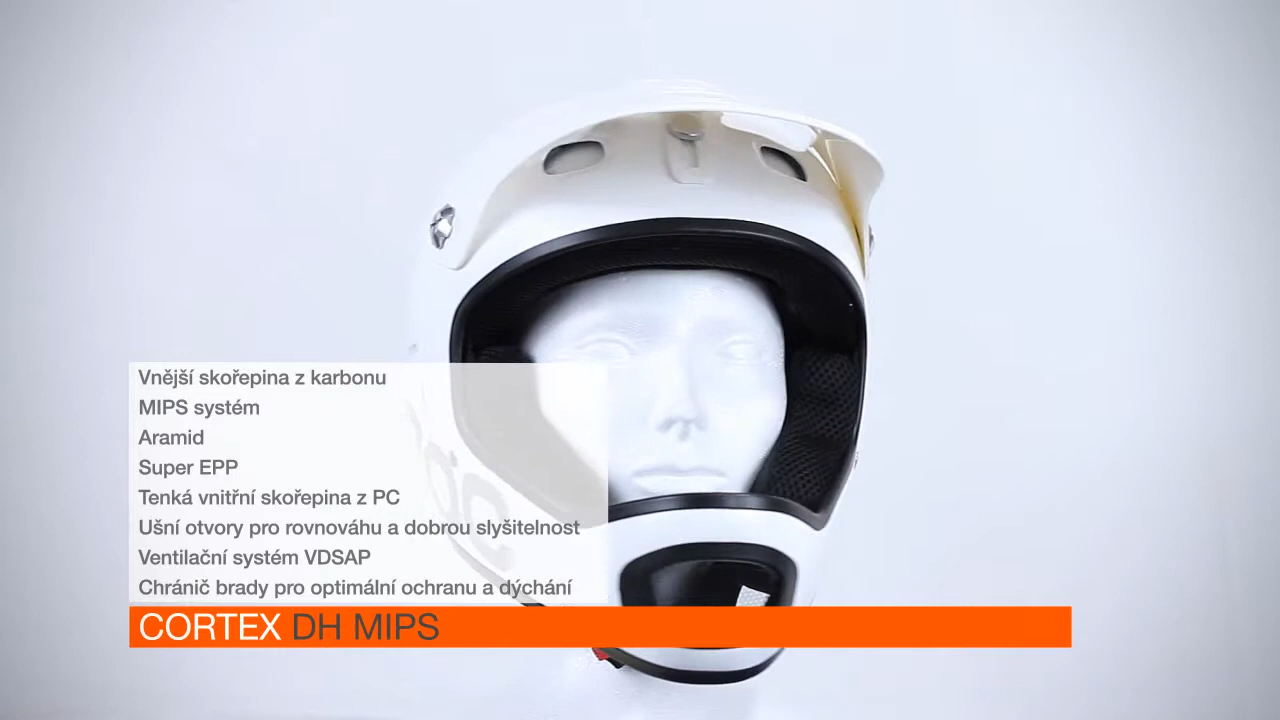 Vnější skořepina z karbonu
MIPS systém
Aramid
Super EPP
Tenká vnitřní skořepina z PC
Ušní otvory pro rovnováhu a dobrou slyšitelnost
Ventilační systém VDSAP
Chránič brady pro optimální ochranu a dýchání
CORTEX DH MIPS